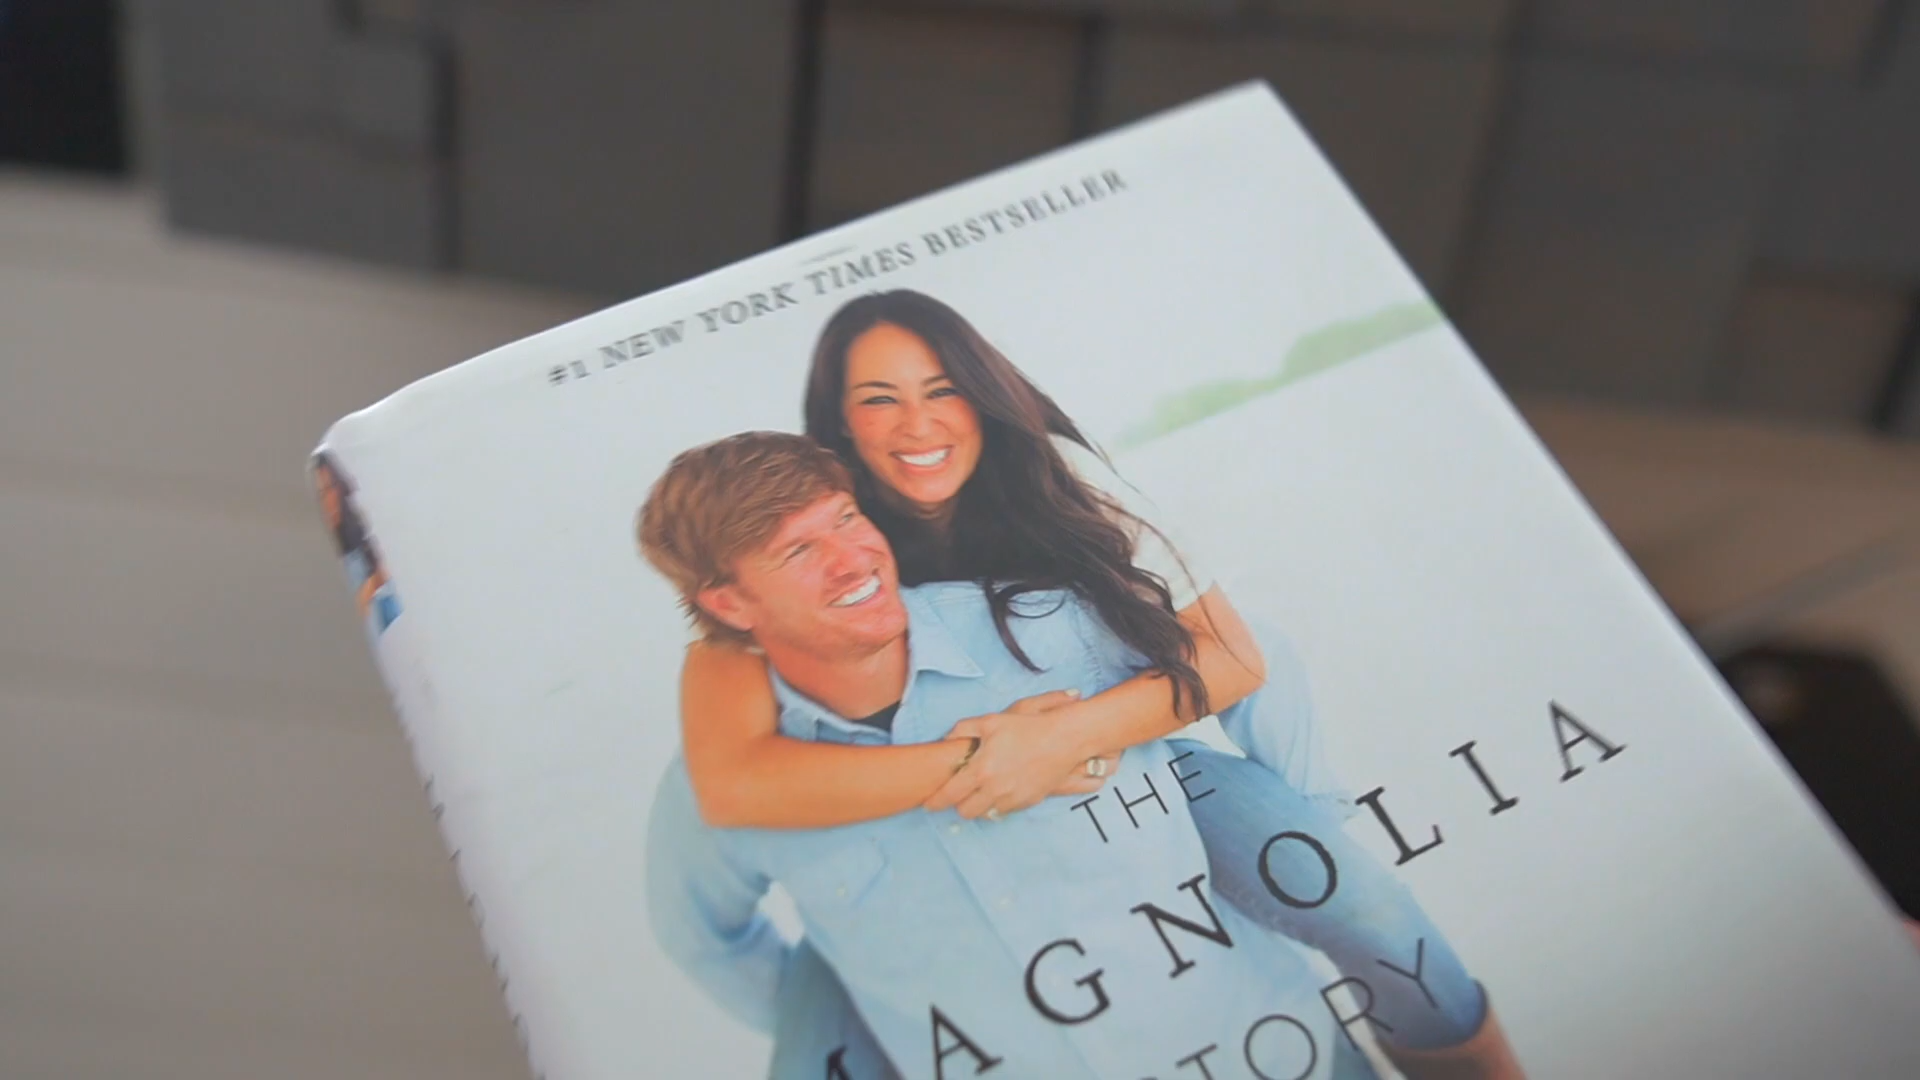 #1 NEW YORK TIMES BESTSELLER
THE
MAGNOLIA
STORY